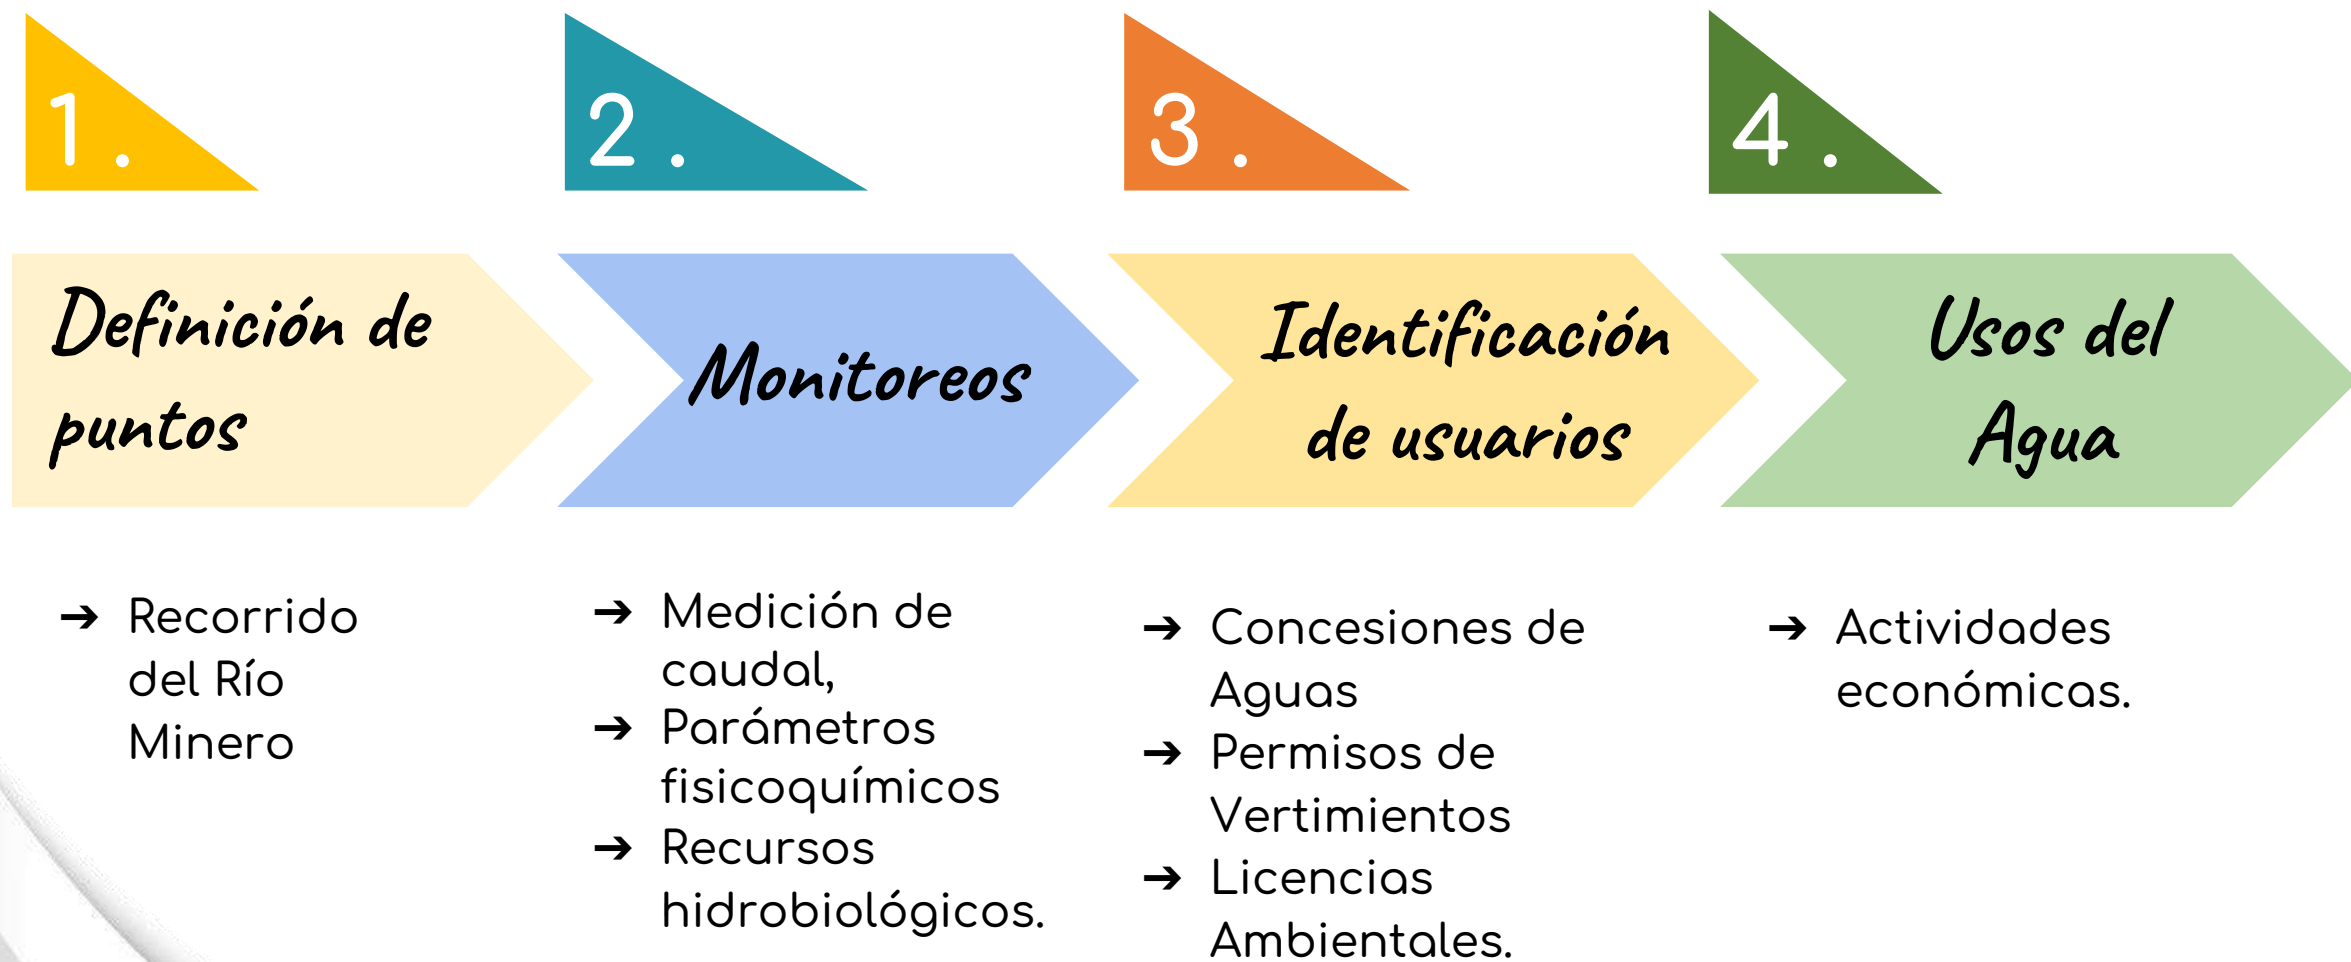 1.
2.
3.
4.
Definición de
puntos
Monitoreos
Identificación
de usuarios
Usos del
Agua
➔ Recorrido
del Río
Minero
➔ Medición de
caudal,
➔ Parámetros
fisicoquímicos
➔ Recursos
hidrobiológicos.
➔ Concesiones de
Aguas
➔ Permisos de
Vertimientos
➔ Licencias
Ambientales.
➔ Actividades
económicas.